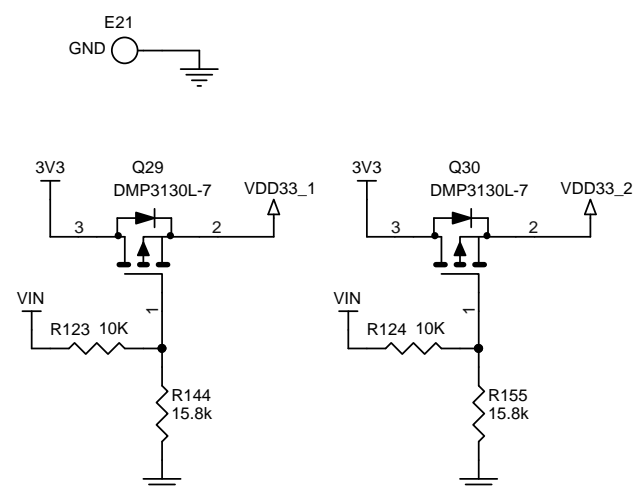 E21
GND
3V3
Q29
DMP3130L-7
VDD33_1
3
2
1
VIN
R123 10K
R144
15.8k
3V3
Q30
DMP3130L-7
VDD33_2
3
2
1
VIN
R124 10K
R155
15.8k